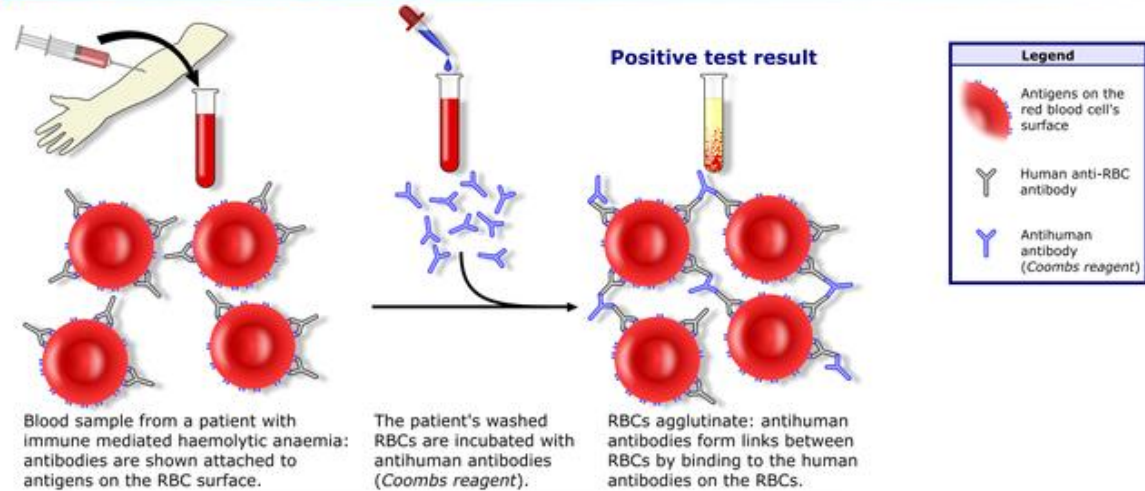 Positive test result
Legend
Antigens on the
red blood cell's
surface
Human anti-RBC
antibody
Antihuman
antibody
(Coombs reagent)
Blood sample from a patient with
immune mediated haemolytic anaemia:
antibodies are shown attached to
antigens on the RBC surface.
The patient's washed
RBCs are incubated with
antihuman antibodies
(Coombs reagent).
RBCs agglutinate: antihuman
antibodies form links between
RBCs by binding to the human
antibodies on the RBCs.